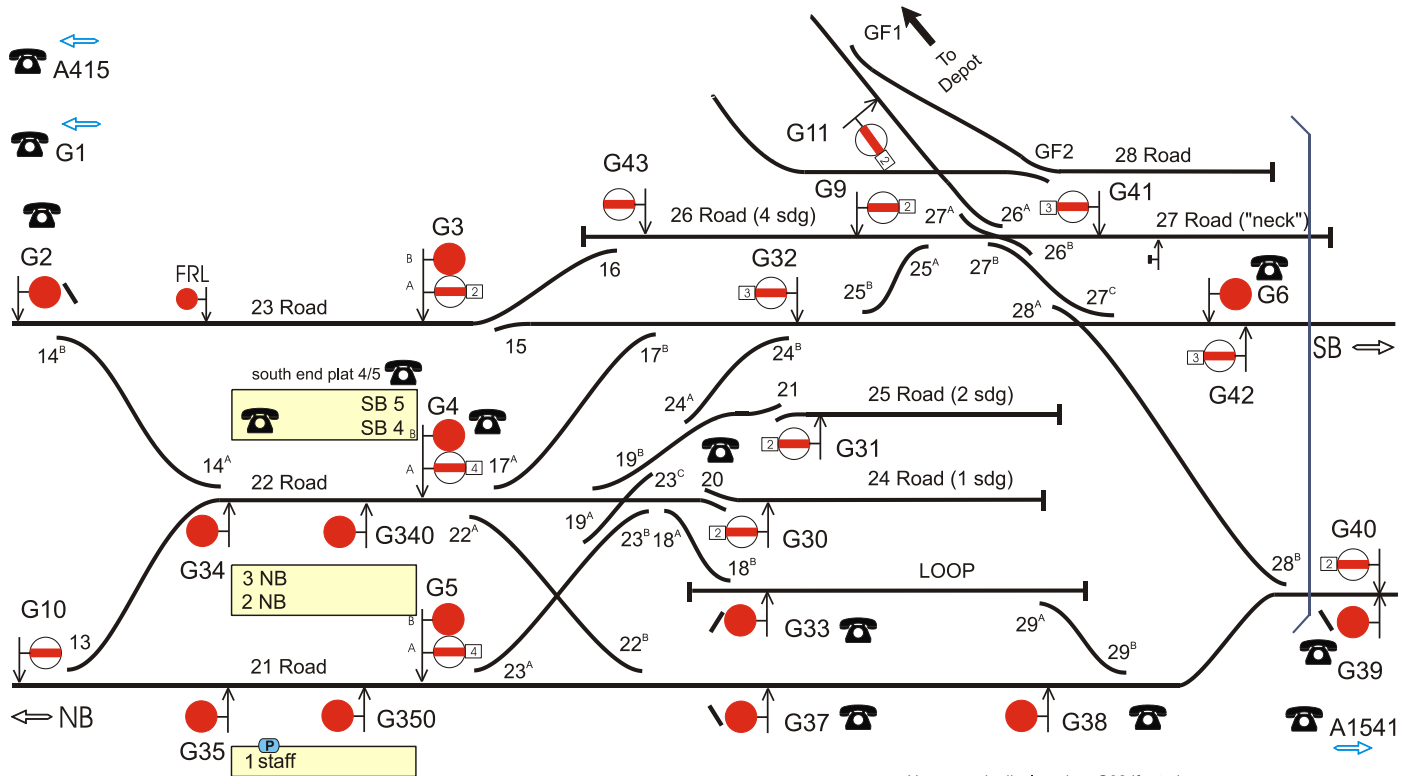 GF1
To
Depot
A415
G1
G11
2
GF2
28 Road
G43
G9
G41
G3
2
27ᴬ
26ᴬ
3
26 Road (4 sdg)
27 Road ("neck")
G2
B
A
2
16
G32
25ᴬ
27ᴮ
26ᴮ
FRL
3
25ᴮ
28ᴬ
27ᶜ
G6
23 Road
15
14ᴮ
17ᴮ
24ᴮ
3
SB
south end plat 4/5
G42
SB 5
SB 4
G4
B
A
4
24ᴬ
21
25 Road (2 sdg)
2
G31
14ᴬ
17ᴬ
19ᴮ
23ᶜ
20
22 Road
24 Road (1 sdg)
G34
G340
22ᴬ
19ᴬ
23ᴮ
18ᴬ
2
G30
G40
3 NB
2 NB
G5
18ᴮ
LOOP
28ᴮ
2
G10
B
A
4
13
G33
29ᴬ
22ᴮ
29ᴮ
21 Road
23ᴬ
G39
NB
G35
G350
G37
G38
A1541
P
1 staff